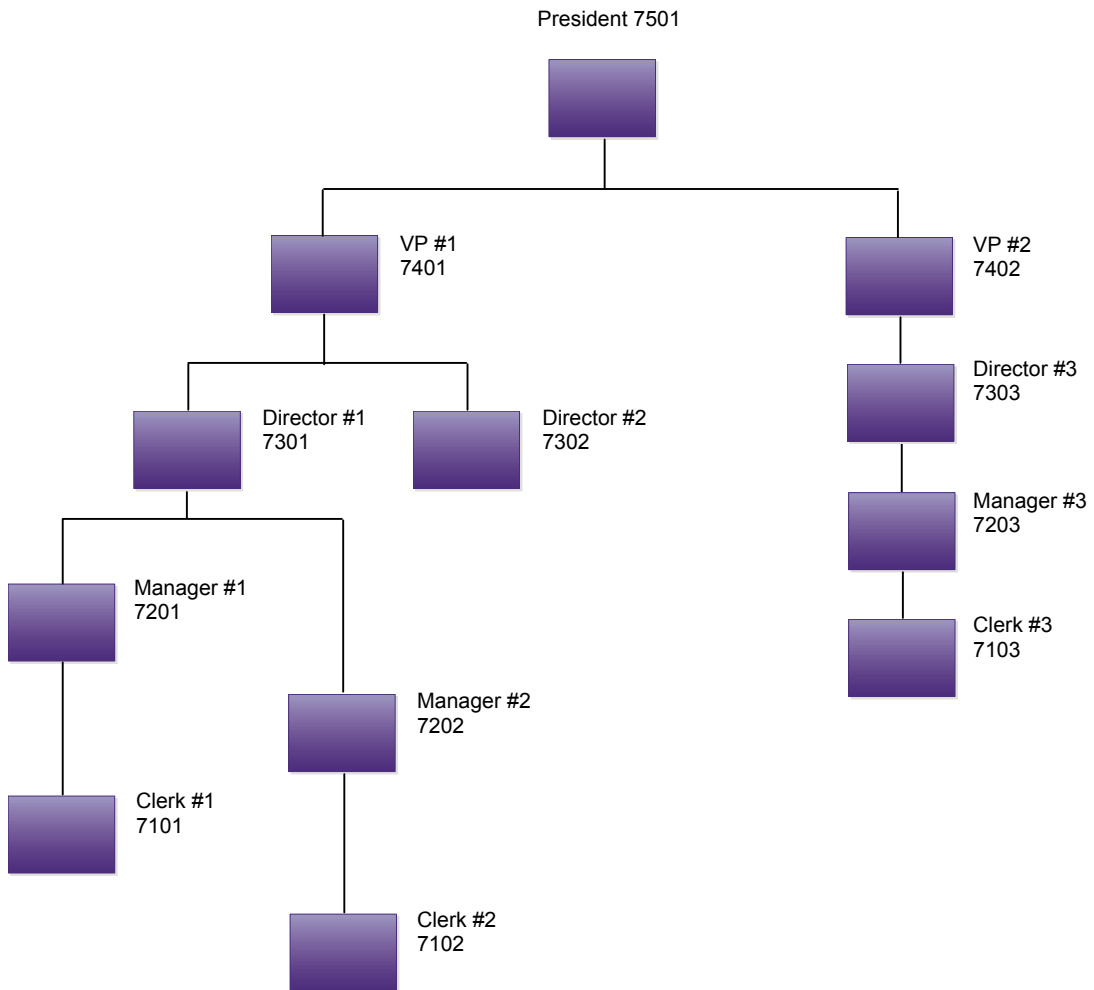 President 7501
VP #1
7401
VP #2
7402
Director #3
7303
Director #1
7301
Director #2
7302
Manager #3
7203
Manager #1
7201
Clerk #3
7103
Manager #2
7202
Clerk #1
7101
Clerk #2
7102